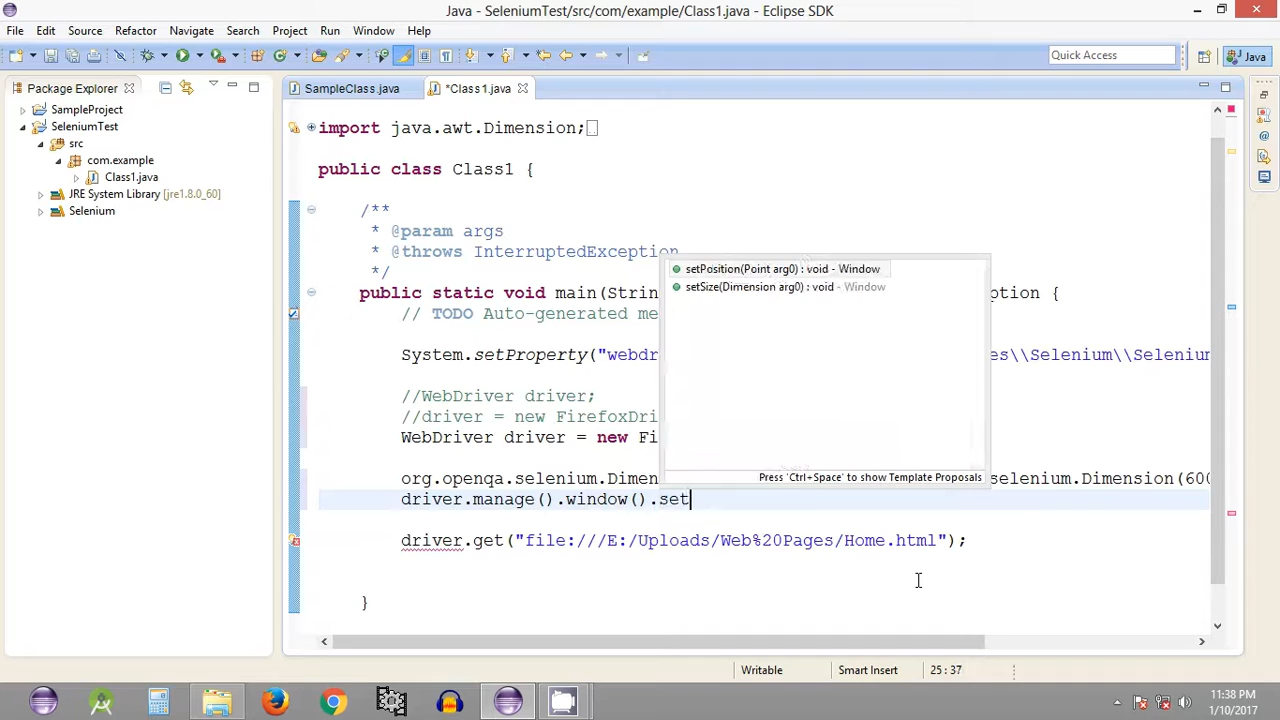 Java - SeleniumTest/src/com/example/Class1.java - Eclipse SDK
File Edit Source Refactor Navigate Search Project Run Window Help
Quick Access
Java
Package Explorer
SampleClass.java
*Class1.java
SampleProject
SeleniumTest
src
com.example
Class1.java
JRE System Library [jre1.8.0_60]
Selenium
import java.awt.Dimension;
public class Class1 {
/**
* @param args
* @throws InterruptedException
*/
public static void main(Strin
eption {
// TODO Auto-generated me
System.setProperty("webdr
es\\Selenium\\Seleniu
//WebDriver driver;
//driver = new FirefoxDri
WebDriver driver = new Fi
org.openqa.selenium.Dime
selenium.Dimension(600
driver.manage().window().set
driver.get("file:///E:/Uploads/Web%20Pages/Home.html");
}
setPosition(Point arg0) : void - Window
setSize(Dimension arg0) : void - Window
Press 'Ctrl+Space' to show Template Proposals
Writable
Smart Insert
25 : 37
11:38 PM
1/10/2017